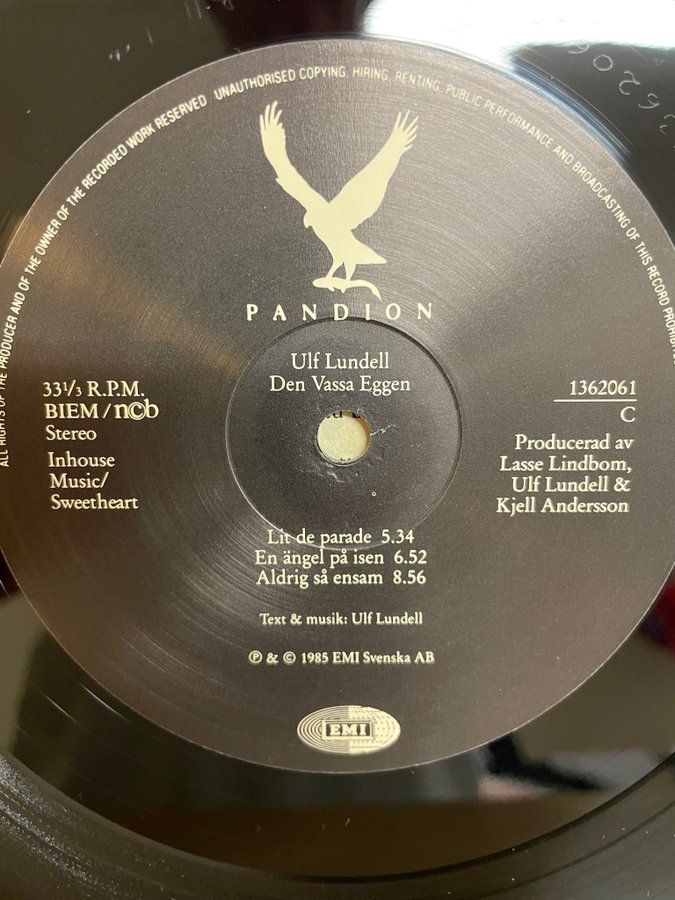 ALL RIGHTS OF THE PRODUCER AND OF THE OWNER OF THE RECORDED WORK RESERVED UNAUTHORISED COPYING, HIRING, RENTING, PUBLIC PERFORMANCE AND BROADCASTING OF THIS RECORD PROHIBITED
PANDION
Ulf Lundell
Den Vassa Eggen
33⅓ R.P.M.
BIEM / n©b
Stereo
Inhouse
Music/
Sweetheart
1362061
C
Producerad av
Lasse Lindbom,
Ulf Lundell &
Kjell Andersson
Lit de parade 5.34
En ängel på isen 6.52
Aldrig så ensam 8.56
Text & musik: Ulf Lundell
℗ & © 1985 EMI Svenska AB
EMI